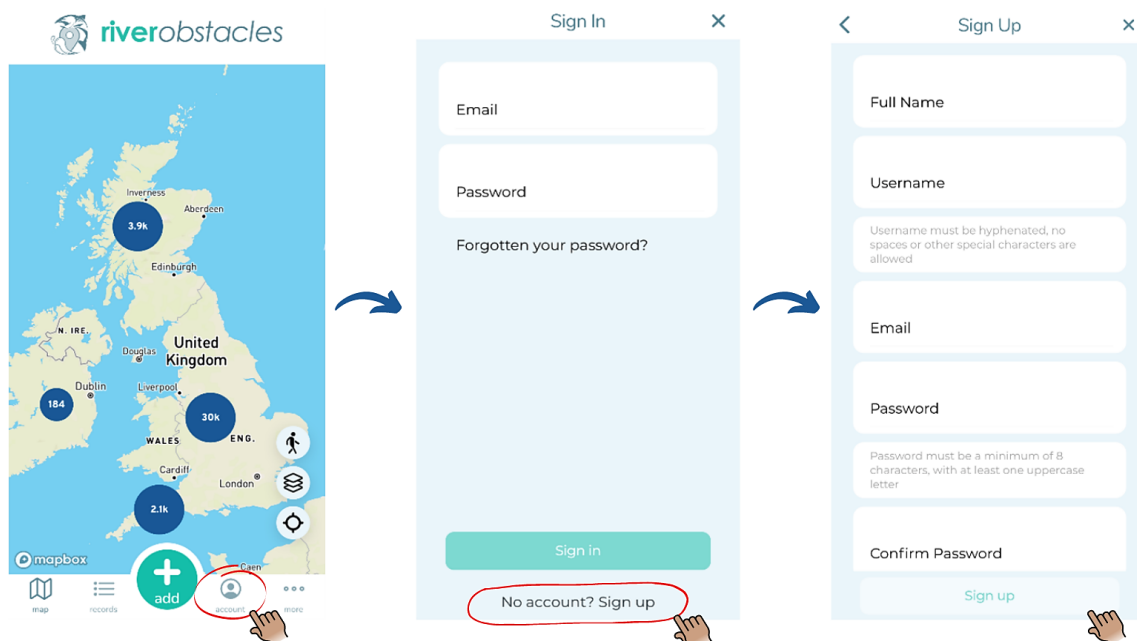 riverobstacles
Inverness
Aberdeen
3.9k
Edinburgh
N. IRE.
Douglas
United
Kingdom
Dublin
Liverpool
184
30k
WALES
ENG.
Cardiff
London
2.1k
mapbox
Caen
+
add
map
records
account
more
Sign In
Email
Password
Forgotten your password?
Sign in
No account? Sign up
Sign Up
Full Name
Username
Username must be hyphenated, no
spaces or other special characters are
allowed
Email
Password
Password must be a minimum of 8
characters, with at least one uppercase
letter
Confirm Password
Sign up